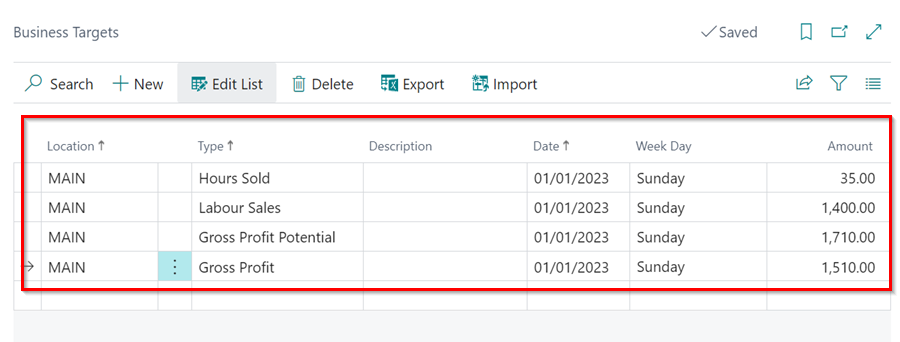 Business Targets Saved
Search New Edit List Delete Export Import
Location Type Description Date Week Day Amount
MAIN Hours Sold 01/01/2023 Sunday 35.00
MAIN Labour Sales 01/01/2023 Sunday 1,400.00
MAIN Gross Profit Potential 01/01/2023 Sunday 1,710.00
MAIN Gross Profit 01/01/2023 Sunday 1,510.00